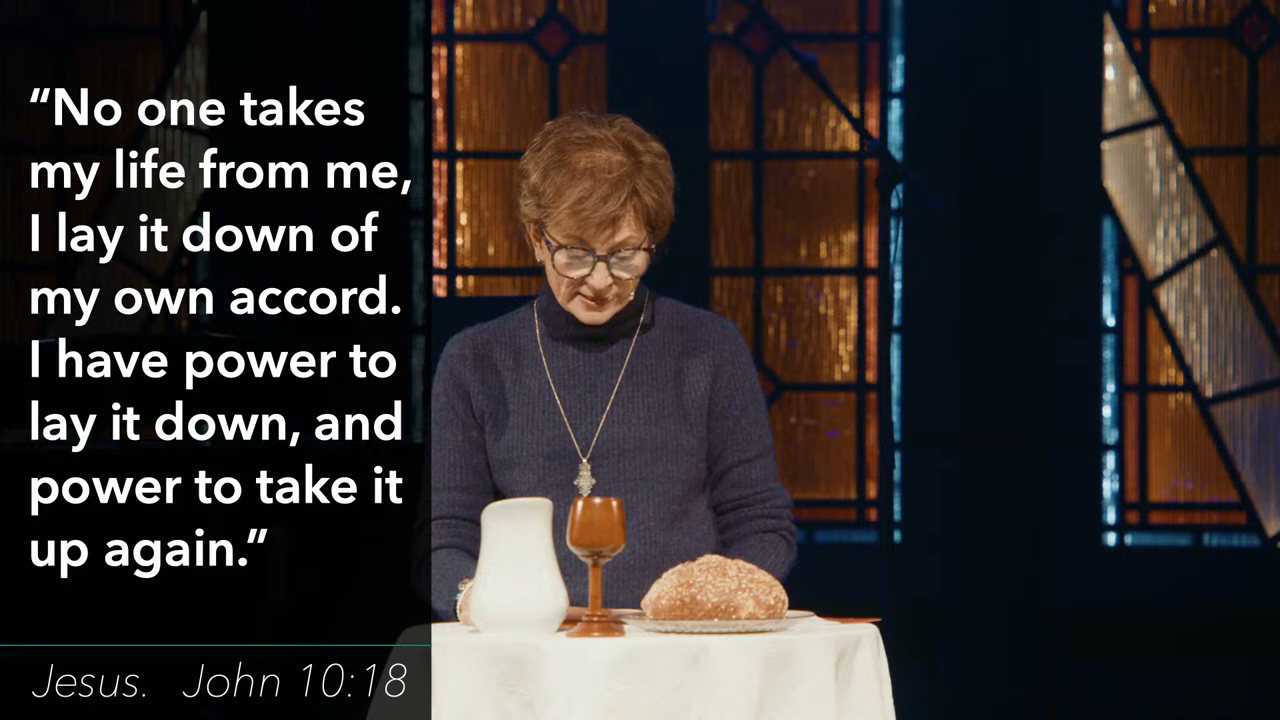 “No one takes
my life from me,
I lay it down of
my own accord.
I have power to
lay it down, and
power to take it
up again.”
Jesus. John 10:18